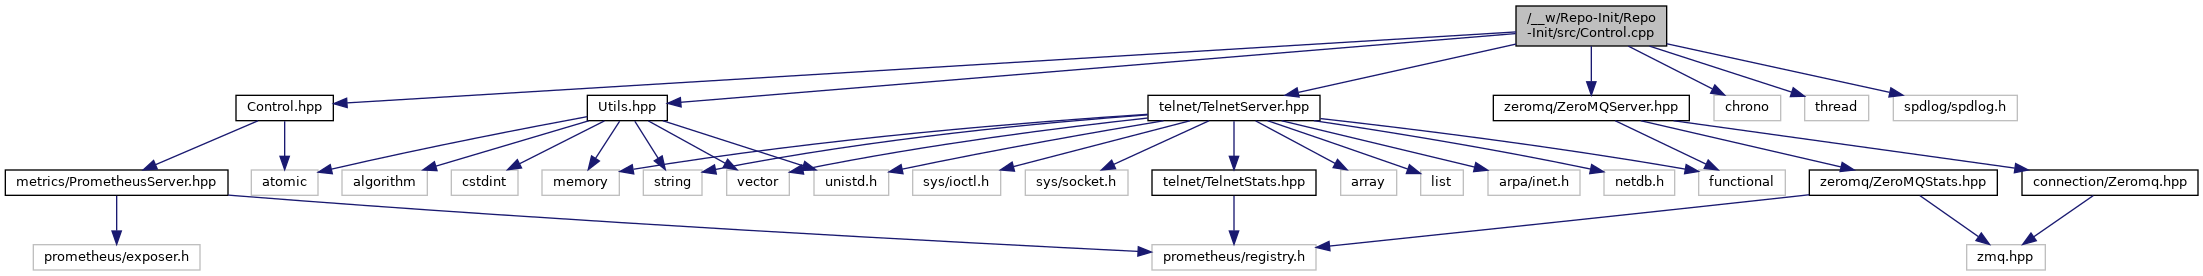 /__w/Repo-Init/Repo
-Init/src/Control.cpp
Control.hpp
Utils.hpp
telnet/TelnetServer.hpp
zeromq/ZeroMQServer.hpp
chrono
thread
spdlog/spdlog.h
metrics/PrometheusServer.hpp
atomic
algorithm
cstdint
memory
string
vector
unistd.h
sys/ioctl.h
sys/socket.h
telnet/TelnetStats.hpp
array
list
arpa/inet.h
netdb.h
functional
zeromq/ZeroMQStats.hpp
connection/Zeromq.hpp
prometheus/exposer.h
prometheus/registry.h
zmq.hpp